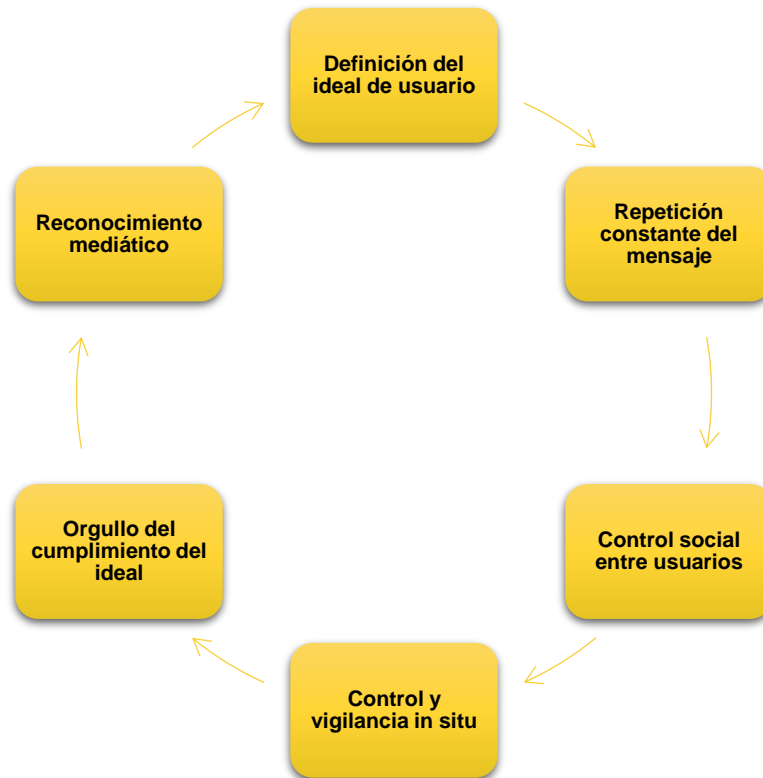 Definición del
ideal de usuario
Repetición
constante del
mensaje
Control social
entre usuarios
Control y
vigilancia in situ
Orgullo del
cumplimiento del
ideal
Reconocimiento
mediático